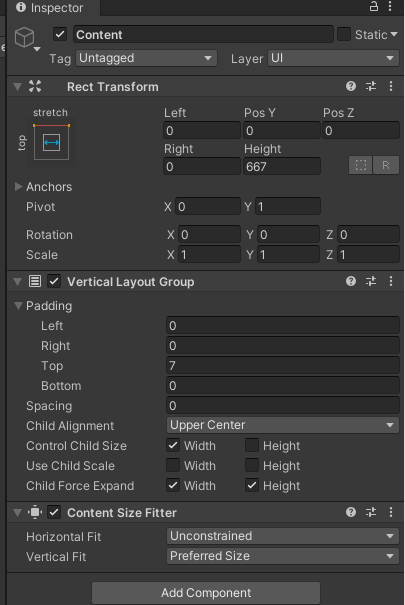 Inspector
Content Static
Tag Untagged Layer UI
Rect Transform
stretch Left Pos Y Pos Z
top 0 0 0
Right Height
0 667 R
Anchors
Pivot X 0 Y 1
Rotation X 0 Y 0 Z 0
Scale X 1 Y 1 Z 1
Vertical Layout Group
Padding
Left 0
Right 0
Top 7
Bottom 0
Spacing 0
Child Alignment Upper Center
Control Child Size Width Height
Use Child Scale Width Height
Child Force Expand Width Height
Content Size Fitter
Horizontal Fit Unconstrained
Vertical Fit Preferred Size
Add Component